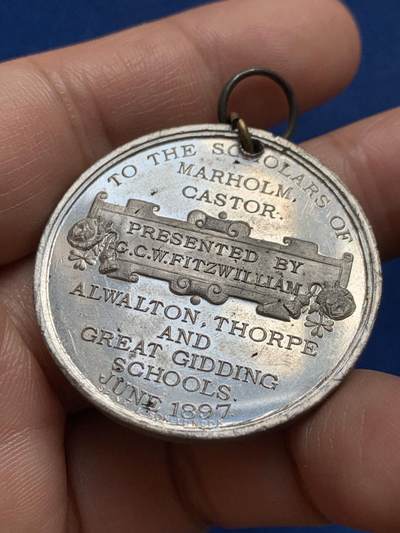 TO THE SCHOLARS OF
MARHOLM,
CASTOR.
PRESENTED BY
G.C.W.FITZWILLIAM
ALWALTON, THORPE
AND
GREAT GIDDING
SCHOOLS.
JUNE 1897